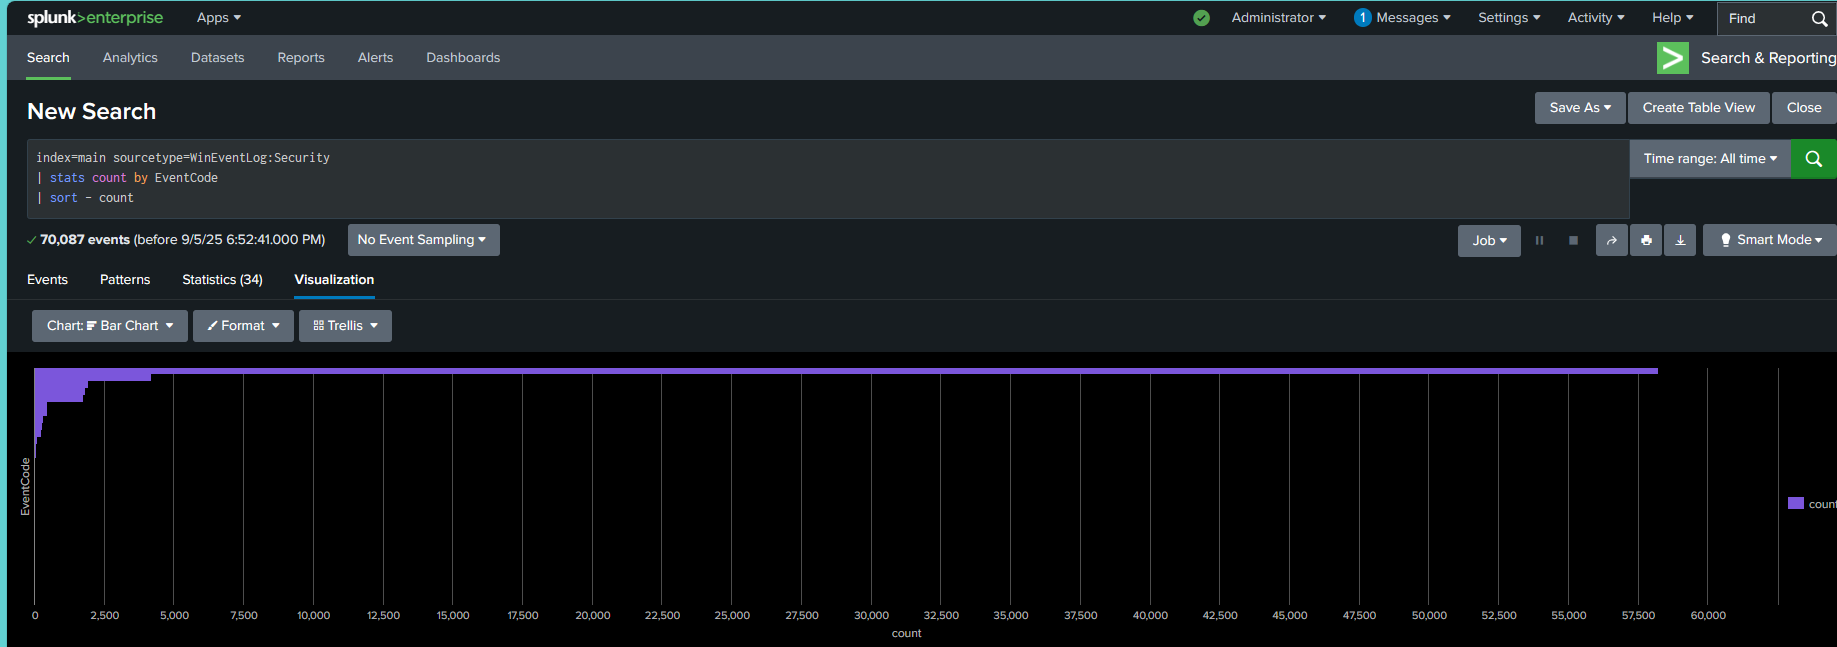 splunk>enterprise Apps Administrator 1 Messages Settings Activity Help Find
Search Analytics Datasets Reports Alerts Dashboards Search & Reporting
New Search Save As Create Table View Close
index=main sourcetype=WinEventLog:Security Time range: All time
| stats count by EventCode
| sort - count
70,087 events (before 9/5/25 6:52:41.000 PM) No Event Sampling Job Smart Mode
Events Patterns Statistics (34) Visualization
Chart: Bar Chart Format Trellis
EventCode
count
0 2,500 5,000 7,500 10,000 12,500 15,000 17,500 20,000 22,500 25,000 27,500 30,000 32,500 35,000 37,500 40,000 42,500 45,000 47,500 50,000 52,500 55,000 57,500 60,000
count